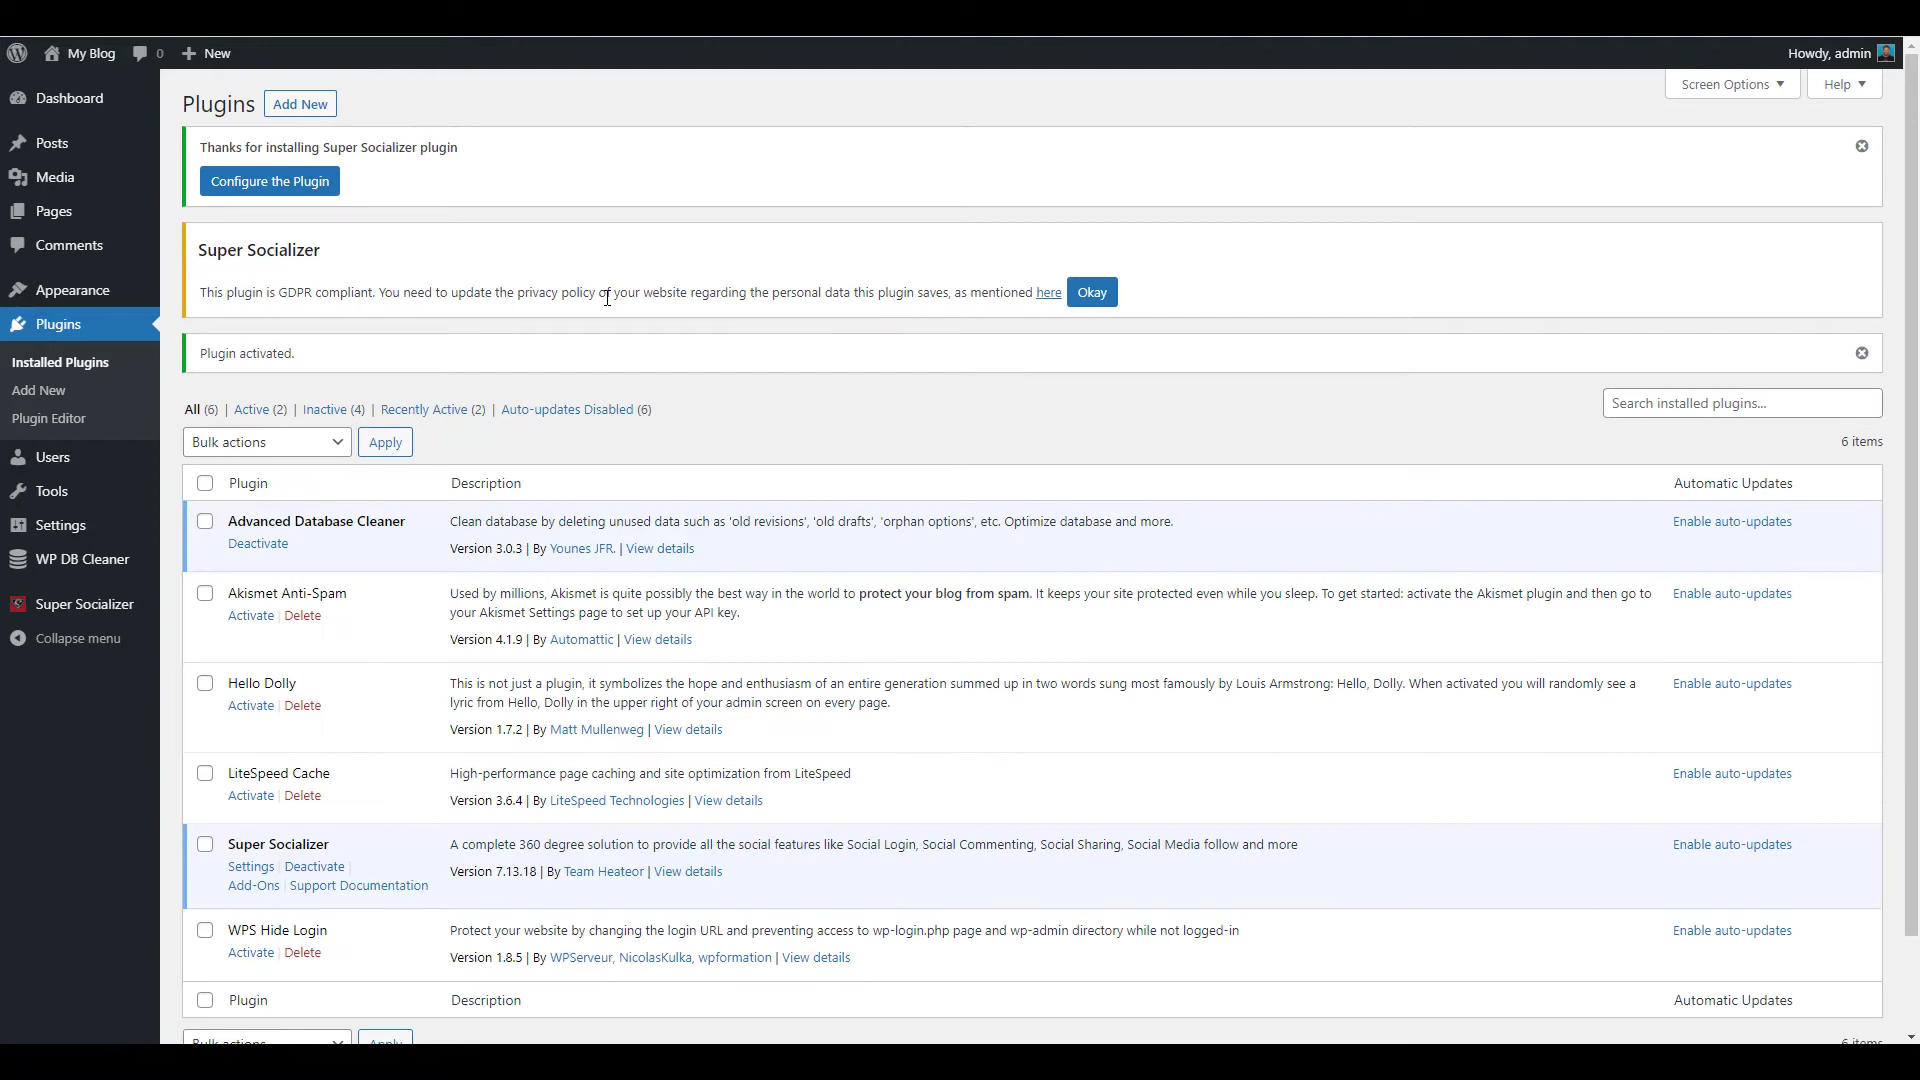 My Blog 0 New Howdy, admin
Dashboard
Posts
Media
Pages
Comments
Appearance
Plugins
Installed Plugins
Add New
Plugin Editor
Users
Tools
Settings
WP DB Cleaner
Super Socializer
Collapse menu
Screen Options Help
Plugins Add New
Thanks for installing Super Socializer plugin
Configure the Plugin
Super Socializer
This plugin is GDPR compliant. You need to update the privacy policy of your website regarding the personal data this plugin saves, as mentioned here Okay
Plugin activated.
All (6) | Active (2) | Inactive (4) | Recently Active (2) | Auto-updates Disabled (6)
Search installed plugins...
Bulk actions Apply
6 items
Plugin Description Automatic Updates
Advanced Database Cleaner Clean database by deleting unused data such as 'old revisions', 'old drafts', 'orphan options', etc. Optimize database and more. Enable auto-updates
Deactivate
Version 3.0.3 | By Younes JFR. | View details
Akismet Anti-Spam Used by millions, Akismet is quite possibly the best way in the world to protect your blog from spam. It keeps your site protected even while you sleep. To get started: activate the Akismet plugin and then go to Enable auto-updates
Activate | Delete your Akismet Settings page to set up your API key.
Version 4.1.9 | By Automattic | View details
Hello Dolly This is not just a plugin, it symbolizes the hope and enthusiasm of an entire generation summed up in two words sung most famously by Louis Armstrong: Hello, Dolly. When activated you will randomly see a Enable auto-updates
Activate | Delete lyric from Hello, Dolly in the upper right of your admin screen on every page.
Version 1.7.2 | By Matt Mullenweg | View details
LiteSpeed Cache High-performance page caching and site optimization from LiteSpeed Enable auto-updates
Activate | Delete
Version 3.6.4 | By LiteSpeed Technologies | View details
Super Socializer A complete 360 degree solution to provide all the social features like Social Login, Social Commenting, Social Sharing, Social Media follow and more Enable auto-updates
Settings | Deactivate |
Version 7.13.18 | By Team Heateor | View details
Add-Ons | Support Documentation
WPS Hide Login Protect your website by changing the login URL and preventing access to wp-login.php page and wp-admin directory while not logged-in Enable auto-updates
Activate | Delete
Version 1.8.5 | By WPServeur, NicolasKulka, wpformation | View details
Plugin Description Automatic Updates
Bulk actions Apply
6 items